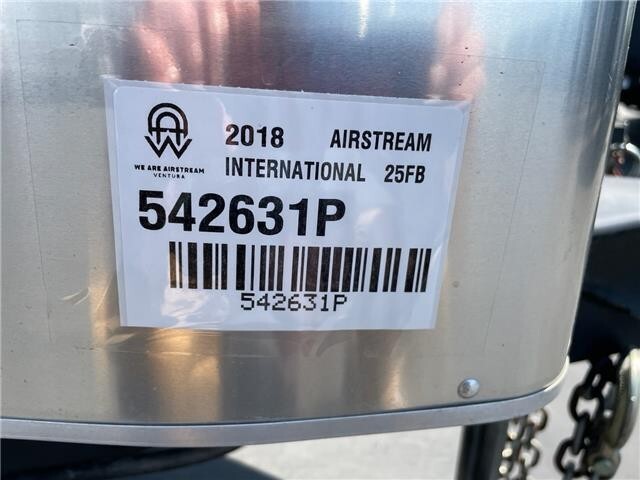 2018 AIRSTREAM
INTERNATIONAL 25FB
WE ARE AIRSTREAM
VENTURA
542631P
542631P